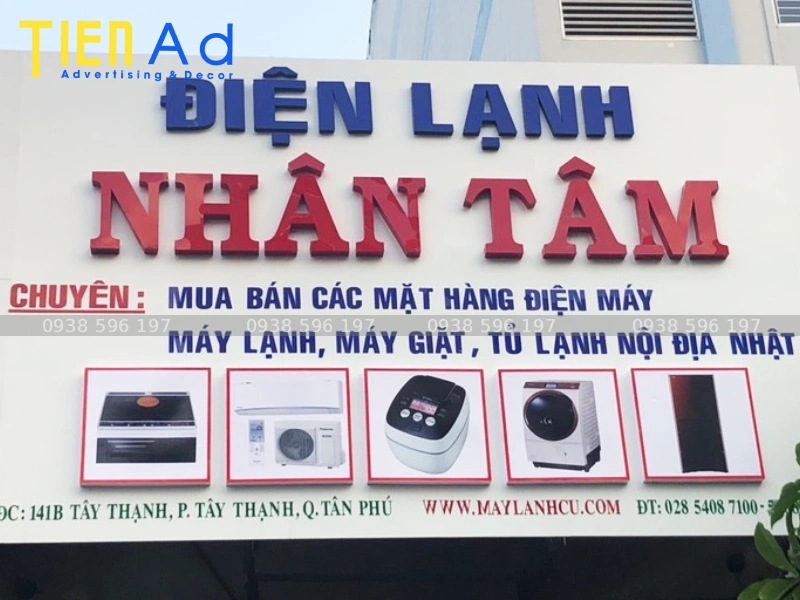 TIEN Ad
Advertising & Decor
ĐIỆN LẠNH
NHÂN TÂM
CHUYÊN: MUA BÁN CÁC MẶT HÀNG ĐIỆN MÁY
0938 596 197 0938 596 197 0938 596 197 0938 596 197
MÁY LẠNH, MÁY GIẶT, TỦ LẠNH NỘI ĐỊA NHẬT
ĐC: 141B TÂY THẠNH, P. TÂY THẠNH, Q. TÂN PHÚ WWW.MAYLANHCU.COM ĐT: 028 5408 7100 -